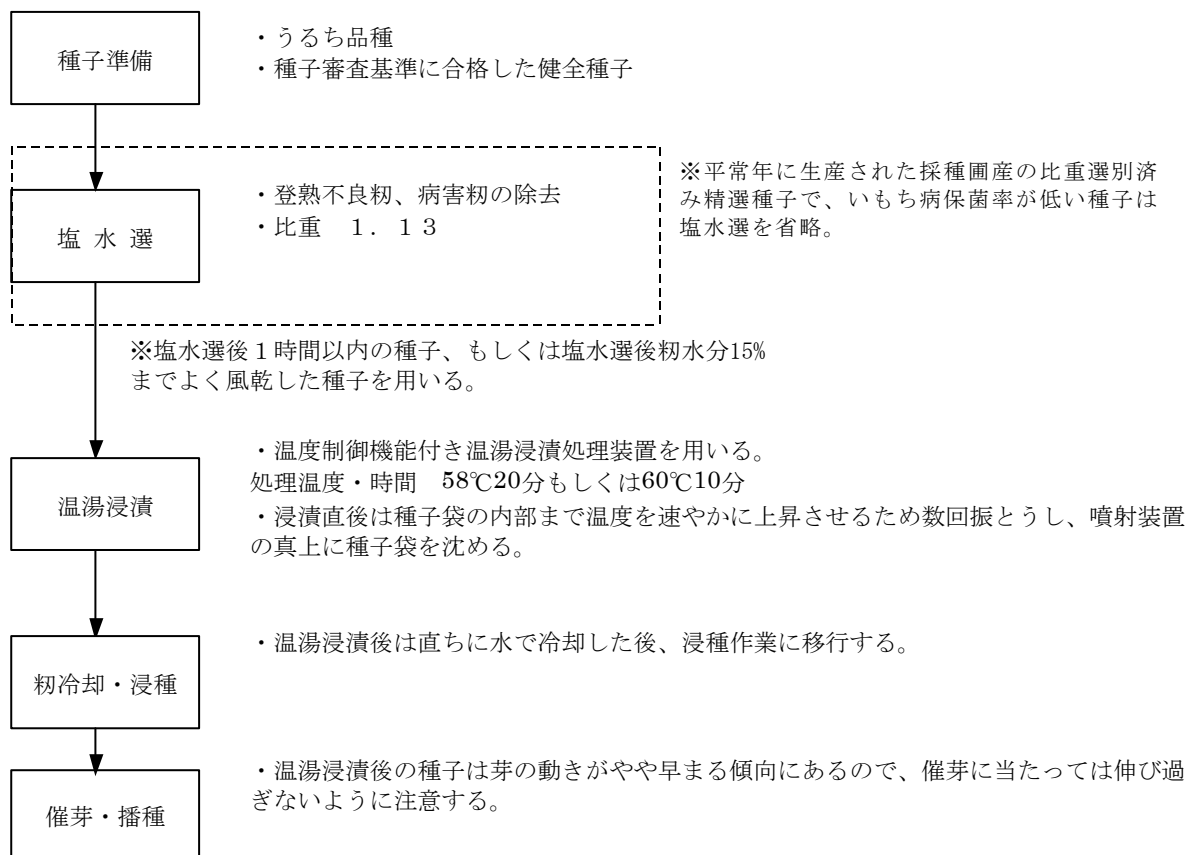 種子準備
・うるち品種
・種子審査基準に合格した健全種子
塩 水 選
・登熟不良籾、病害籾の除去
・比重　１．１３
※平常年に生産された採種圃産の比重選別済
み精選種子で、いもち病保菌率が低い種子は
塩水選を省略。
※塩水選後１時間以内の種子、もしくは塩水選後籾水分15%
までよく風乾した種子を用いる。
温湯浸漬
・温度制御機能付き温湯浸漬処理装置を用いる。
処理温度・時間　58℃20分もしくは60℃10分
・浸漬直後は種子袋の内部まで温度を速やかに上昇させるため数回振とうし、噴射装置
の真上に種子袋を沈める。
籾冷却・浸種
・温湯浸漬後は直ちに水で冷却した後、浸種作業に移行する。
催芽・播種
・温湯浸漬後の種子は芽の動きがやや早まる傾向にあるので、催芽に当たっては伸び過
ぎないように注意する。